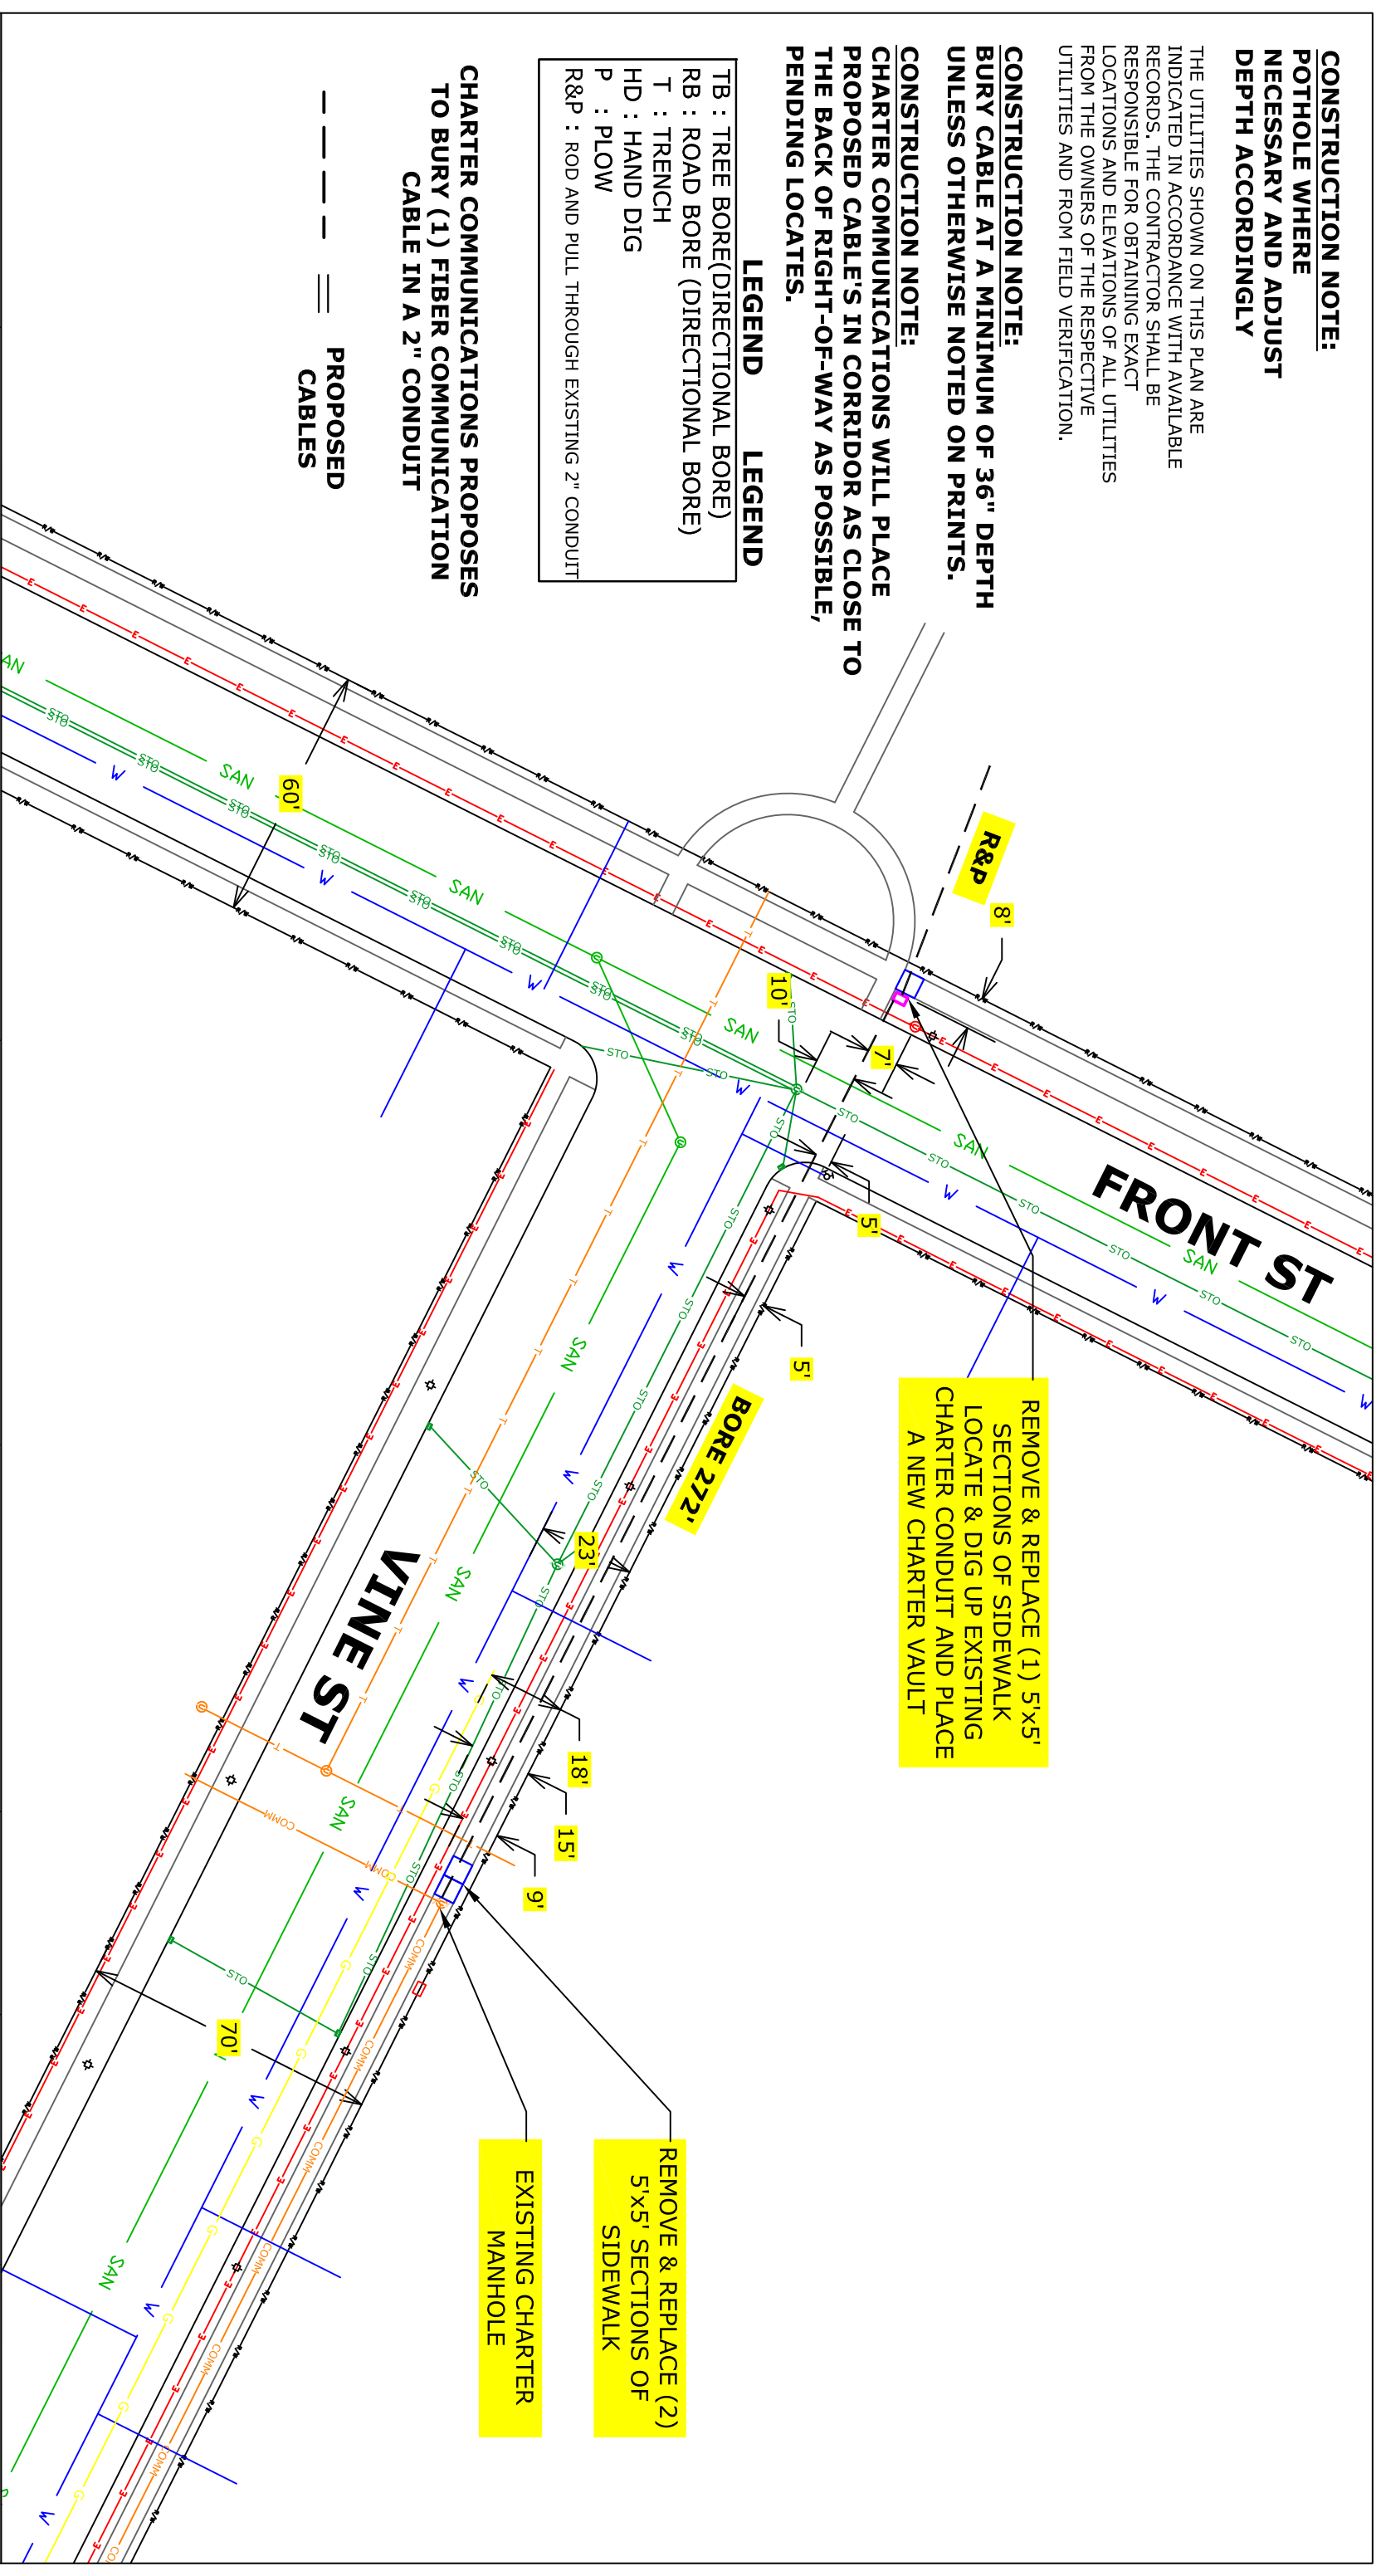 CONSTRUCTION NOTE:
POTHOLE WHERE
NECESSARY AND ADJUST
DEPTH ACCORDINGLY
THE UTILITIES SHOWN ON THIS PLAN ARE
INDICATED IN ACCORDANCE WITH AVAILABLE
RECORDS. THE CONTRACTOR SHALL BE
RESPONSIBLE FOR OBTAINING EXACT
LOCATIONS AND ELEVATIONS OF ALL UTILITIES
FROM THE OWNERS OF THE RESPECTIVE
UTILITIES AND FROM FIELD VERIFICATION.
CONSTRUCTION NOTE:
BURY CABLE AT A MINIMUM OF 36" DEPTH
UNLESS OTHERWISE NOTED ON PRINTS.
CONSTRUCTION NOTE:
CHARTER COMMUNICATIONS WILL PLACE
PROPOSED CABLE'S IN CORRIDOR AS CLOSE TO
THE BACK OF RIGHT-OF-WAY AS POSSIBLE,
PENDING LOCATES.
LEGEND LEGEND
TB : TREE BORE(DIRECTIONAL BORE)
RB : ROAD BORE (DIRECTIONAL BORE)
T : TRENCH
HD : HAND DIG
P : PLOW
R&P : ROD AND PULL THROUGH EXISTING 2" CONDUIT
CHARTER COMMUNICATIONS PROPOSES
TO BURY (1) FIBER COMMUNICATION
CABLE IN A 2" CONDUIT
PROPOSED
CABLES
R&P
8'
10'
7'
5'
5'
60'
FRONT ST
REMOVE & REPLACE (1) 5'x5'
SECTIONS OF SIDEWALK
LOCATE & DIG UP EXISTING
CHARTER CONDUIT AND PLACE
A NEW CHARTER VAULT
BORE 272'
23'
VINE ST
18'
15'
9'
70'
REMOVE & REPLACE (2)
5'x5' SECTIONS OF
SIDEWALK
EXISTING CHARTER
MANHOLE
SAN
STO
W
E
T
G
COMM
R/W